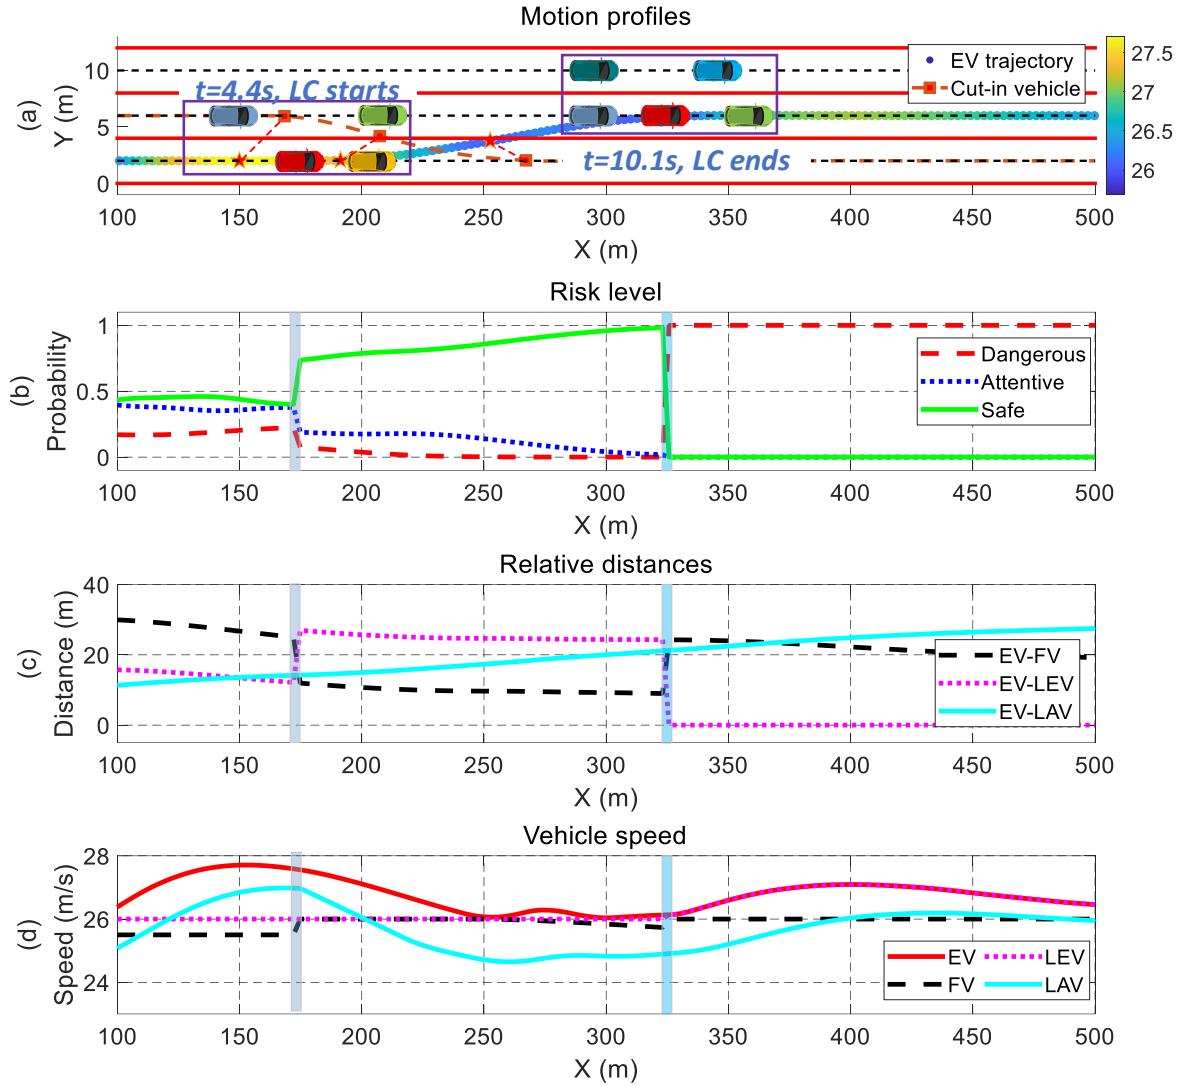 Motion profiles
(a)
Y (m)
10
5
0
t=4.4s, LC starts
t=10.1s, LC ends
EV trajectory
Cut-in vehicle
27.5
27
26.5
26
100 150 200 250 300 350 400 450 500
X (m)
Risk level
(b)
Probability
1
0.5
0
Dangerous
Attentive
Safe
100 150 200 250 300 350 400 450 500
X (m)
Relative distances
(c)
Distance (m)
40
20
0
EV-FV
EV-LEV
EV-LAV
100 150 200 250 300 350 400 450 500
X (m)
Vehicle speed
(d)
Speed (m/s)
28
26
24
EV LEV
FV LAV
100 150 200 250 300 350 400 450 500
X (m)